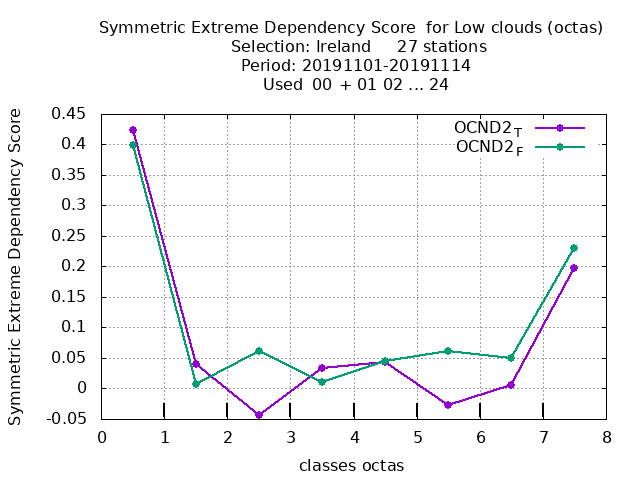 Symmetric Extreme Dependency Score for Low clouds (octas)
Selection: Ireland 27 stations
Period: 20191101-20191114
Used 00 + 01 02 ... 24
Symmetric Extreme Dependency Score
0.45
0.4
0.35
0.3
0.25
0.2
0.15
0.1
0.05
0
-0.05
OCND2T
OCND2F
0 1 2 3 4 5 6 7 8
classes octas